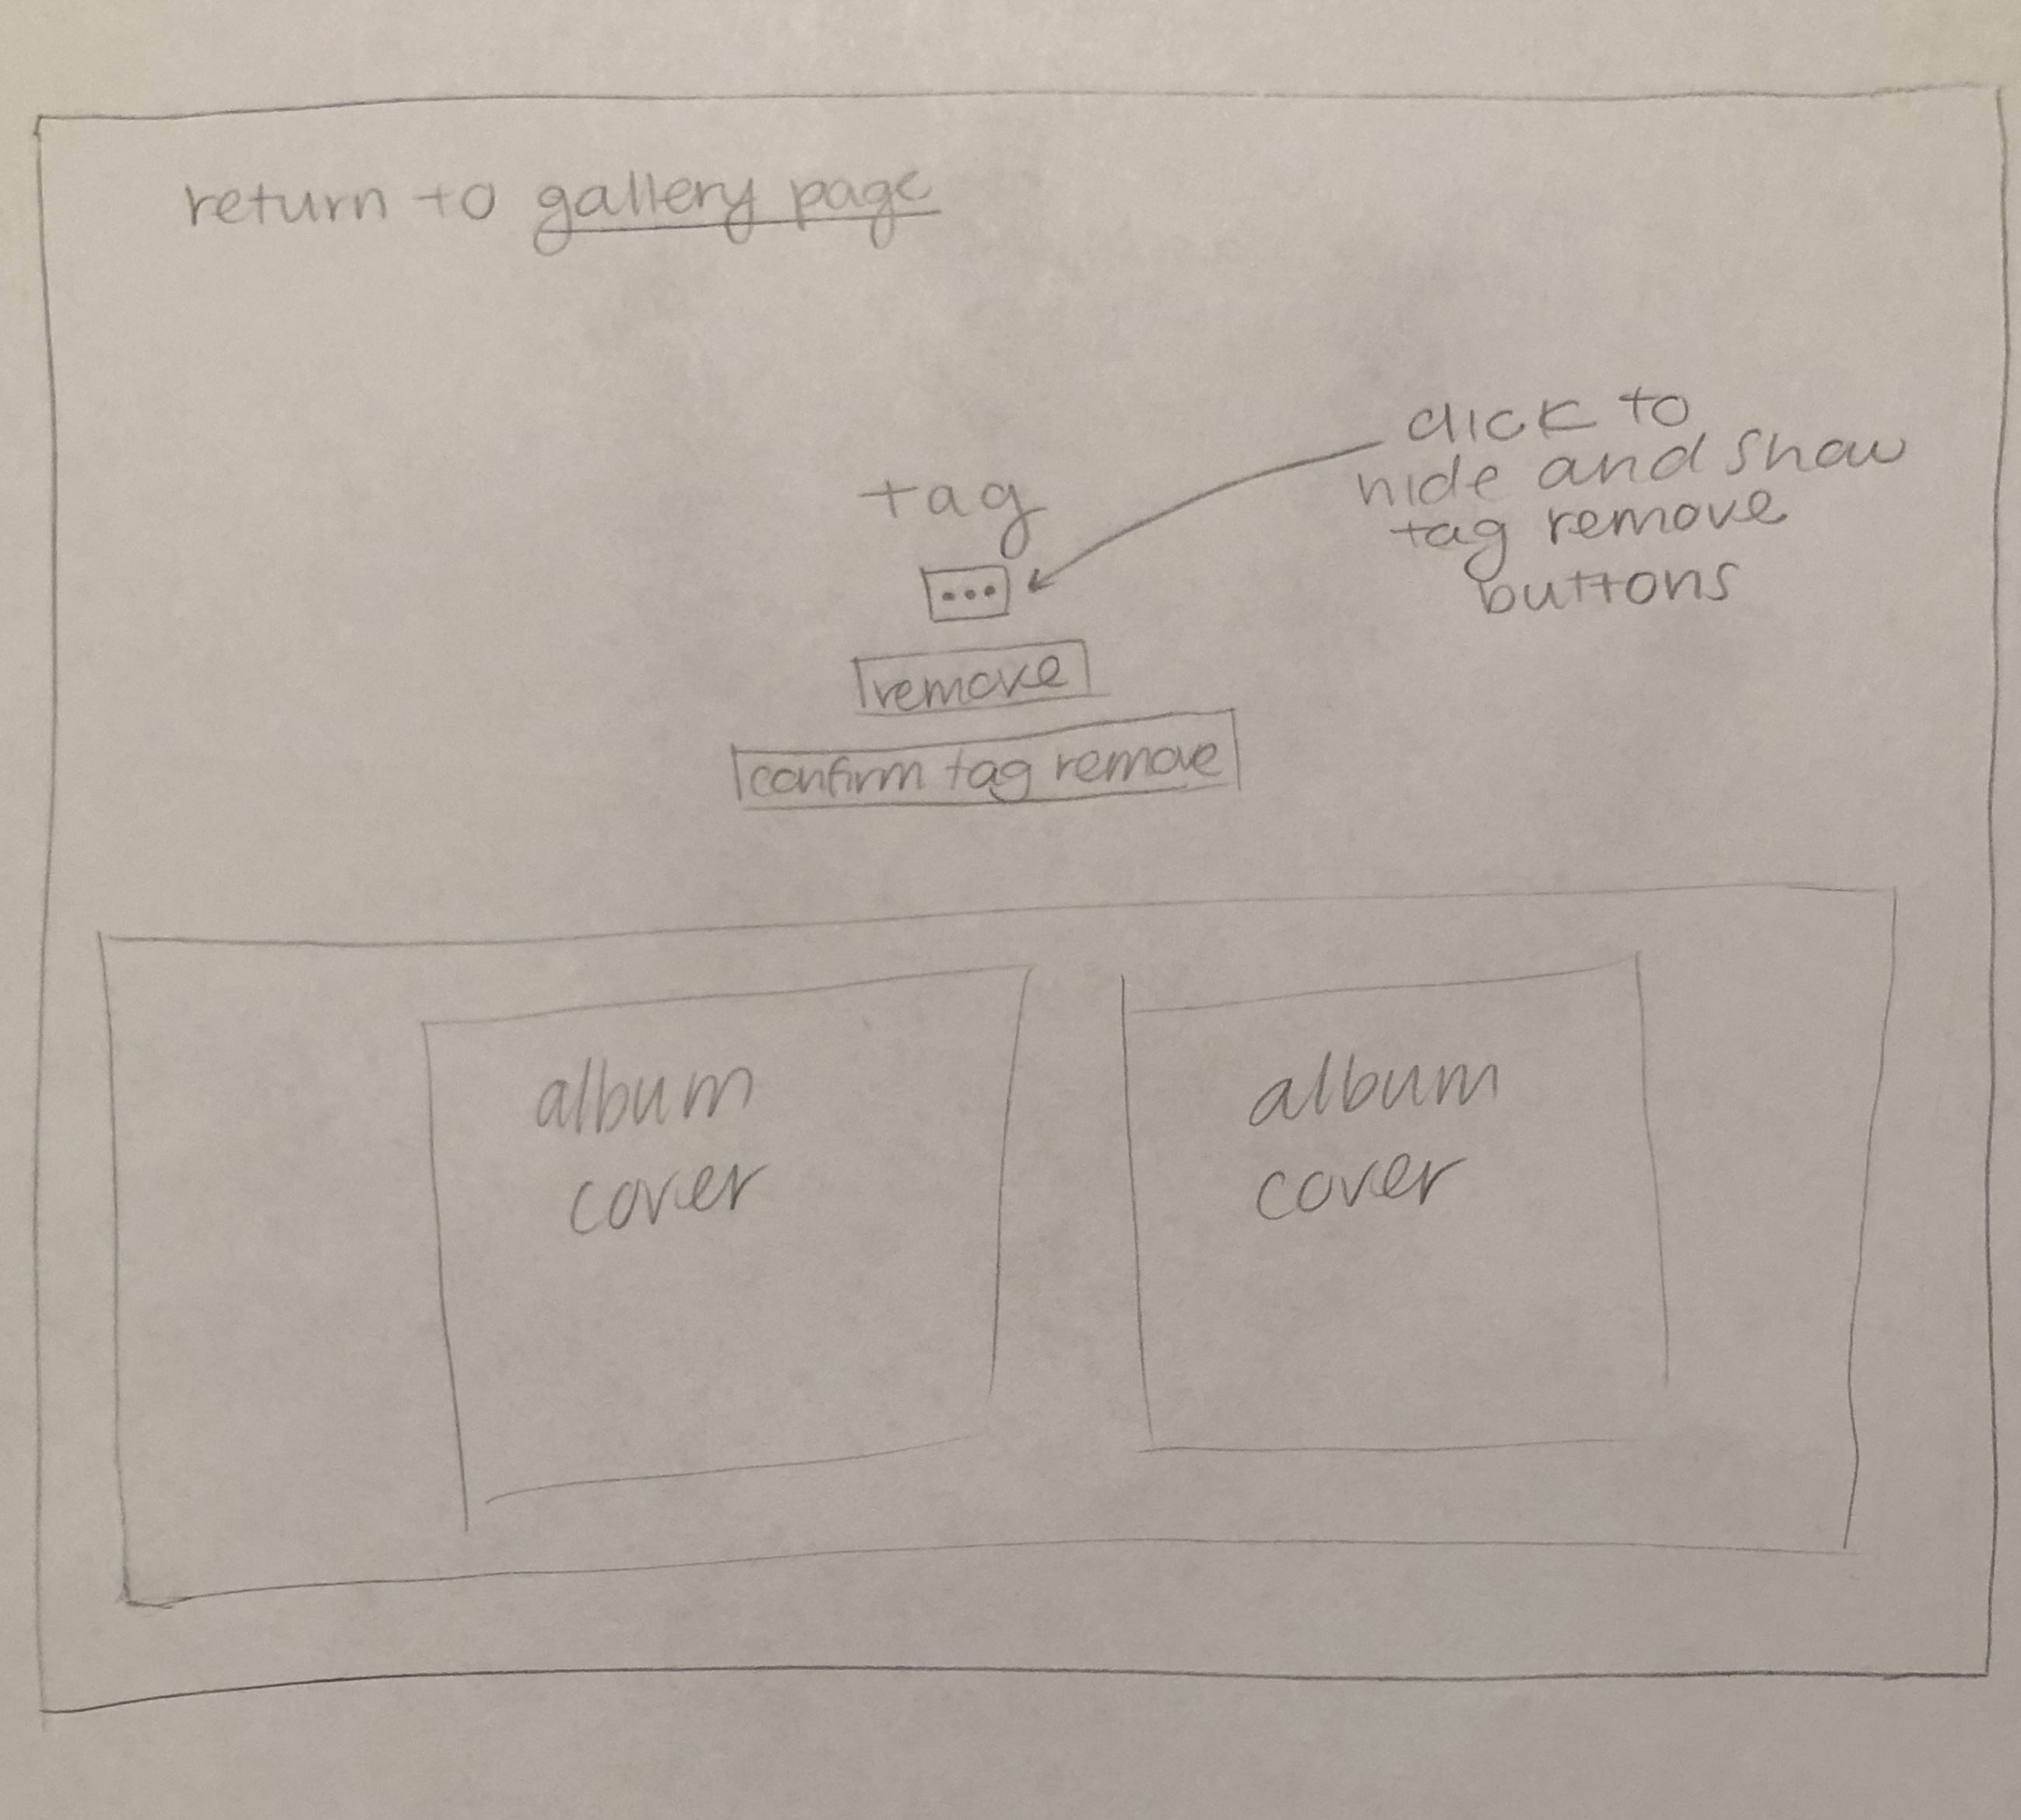 return to gallery page
click to
hide and show
tag remove
buttons
tag
...
remove
confirm tag remove
album
cover
album
cover